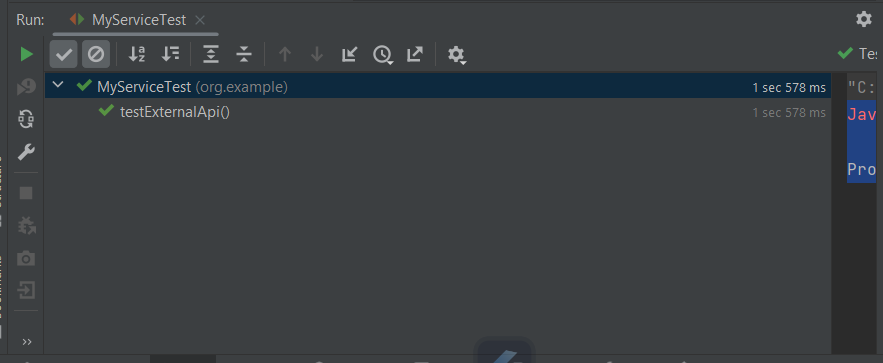 Run: MyServiceTest
Tes
MyServiceTest (org.example) 1 sec 578 ms
"C:
testExternalApi() 1 sec 578 ms
Jav
Pro